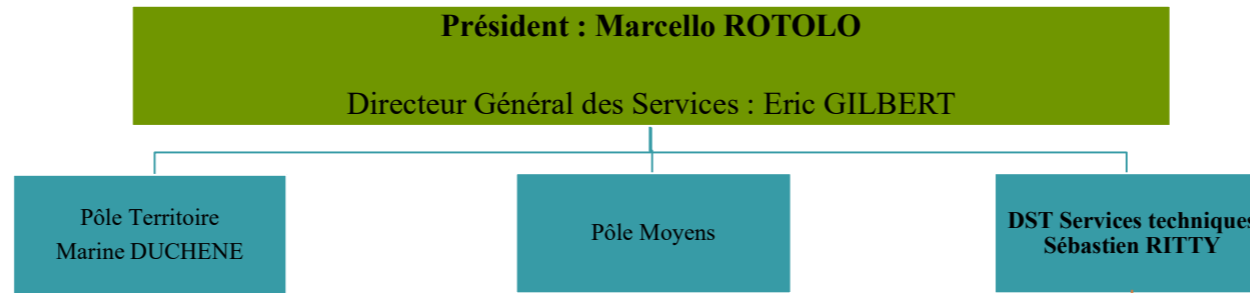 Président : Marcello ROTOLO
Directeur Général des Services : Eric GILBERT
Pôle Territoire
Marine DUCHENE
Pôle Moyens
DST Services techniques
Sébastien RITTY